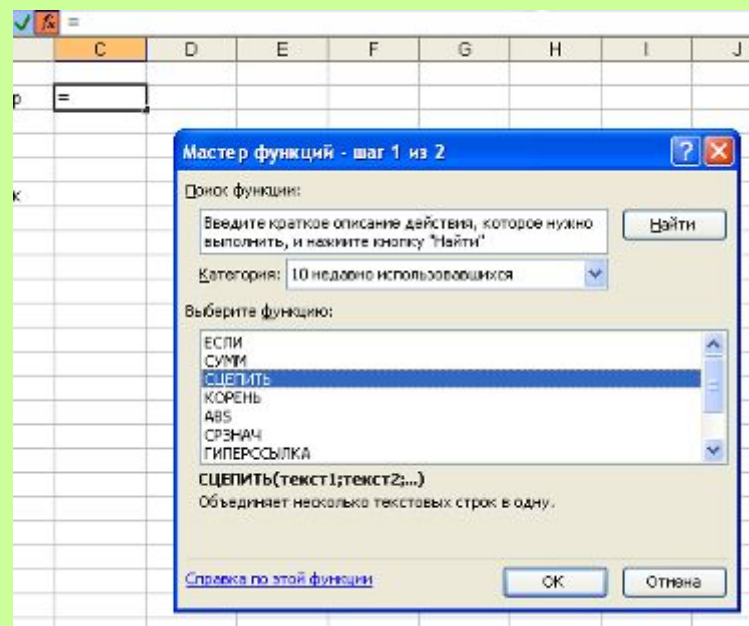 fx =
C D E F G H I J
р =
к
Мастер функций - шаг 1 из 2
Поиск функции:
Введите краткое описание действия, которое нужно
выполнить, и нажмите кнопку "Найти"
Найти
Категория: 10 недавно использовавшихся
Выберите функцию:
ЕСЛИ
СУММ
СЦЕПИТЬ
КОРЕНЬ
ABS
СРЗНАЧ
ГИПЕРССЫЛКА
СЦЕПИТЬ(текст1;текст2;...)
Объединяет несколько текстовых строк в одну.
Справка по этой функции
ОК
Отмена